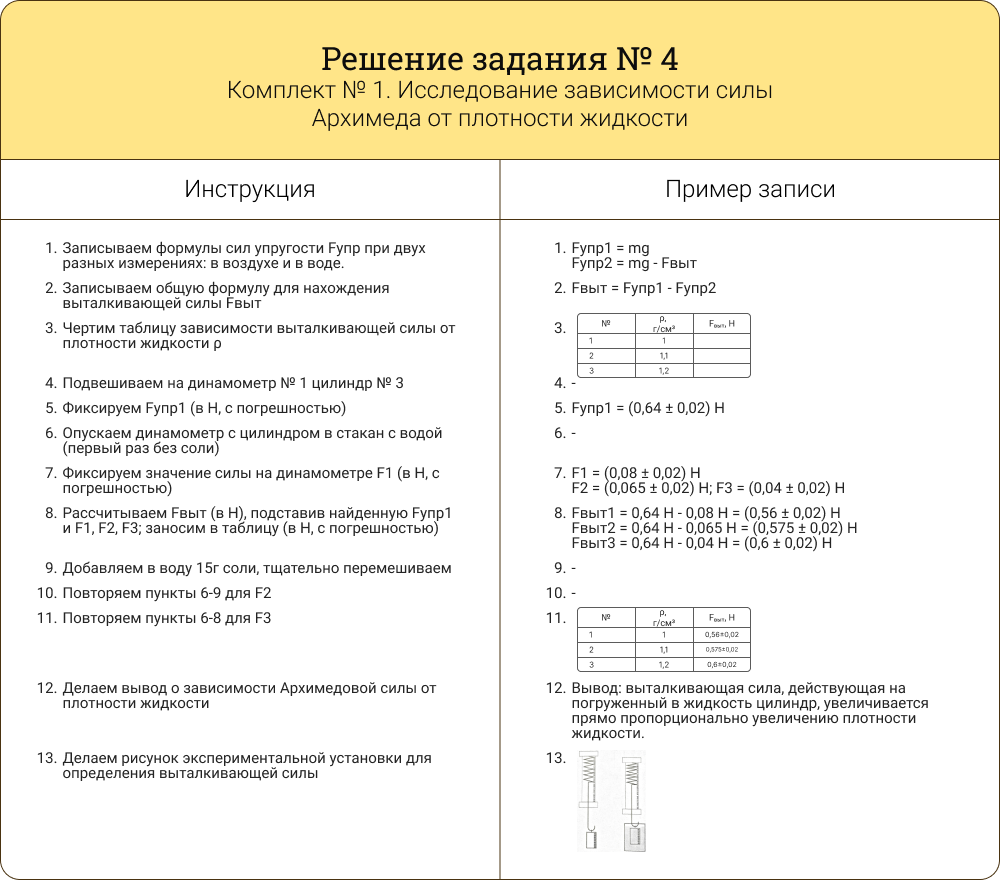 Решение задания № 4
Комплект № 1. Исследование зависимости силы
Архимеда от плотности жидкости
Инструкция
1. Записываем формулы сил упругости Fупр при двух
разных измерениях: в воздухе и в воде.
2. Записываем общую формулу для нахождения
выталкивающей силы Fвыт
3. Чертим таблицу зависимости выталкивающей силы от
плотности жидкости ρ
4. Подвешиваем на динамометр № 1 цилиндр № 3
5. Фиксируем Fупр1 (в Н, с погрешностью)
6. Опускаем динамометр с цилиндром в стакан с водой
(первый раз без соли)
7. Фиксируем значение силы на динамометре F1 (в Н, с
погрешностью)
8. Рассчитываем Fвыт (в Н), подставив найденную Fупр1
и F1, F2, F3; заносим в таблицу (в Н, с погрешностью)
9. Добавляем в воду 15г соли, тщательно перемешиваем
10. Повторяем пункты 6-9 для F2
11. Повторяем пункты 6-8 для F3
12. Делаем вывод о зависимости Архимедовой силы от
плотности жидкости
13. Делаем рисунок экспериментальной установки для
определения выталкивающей силы
Пример записи
1. Fупр1 = mg
Fупр2 = mg - Fвыт
2. Fвыт = Fупр1 - Fупр2
3.
№ ρ, г/см³ Fвыт, Н
1 1
2 1,1
3 1,2
4. -
5. Fупр1 = (0,64 ± 0,02) Н
6. -
7. F1 = (0,08 ± 0,02) Н
F2 = (0,065 ± 0,02) Н; F3 = (0,04 ± 0,02) Н
8. Fвыт1 = 0,64 Н - 0,08 Н = (0,56 ± 0,02) Н
Fвыт2 = 0,64 Н - 0,065 Н = (0,575 ± 0,02) Н
Fвыт3 = 0,64 Н - 0,04 Н = (0,6 ± 0,02) Н
9. -
10. -
11.
№ ρ, г/см³ Fвыт, Н
1 1 0,56±0,02
2 1,1 0,575±0,02
3 1,2 0,6±0,02
12. Вывод: выталкивающая сила, действующая на
погруженный в жидкость цилиндр, увеличивается
прямо пропорционально увеличению плотности
жидкости.
13.